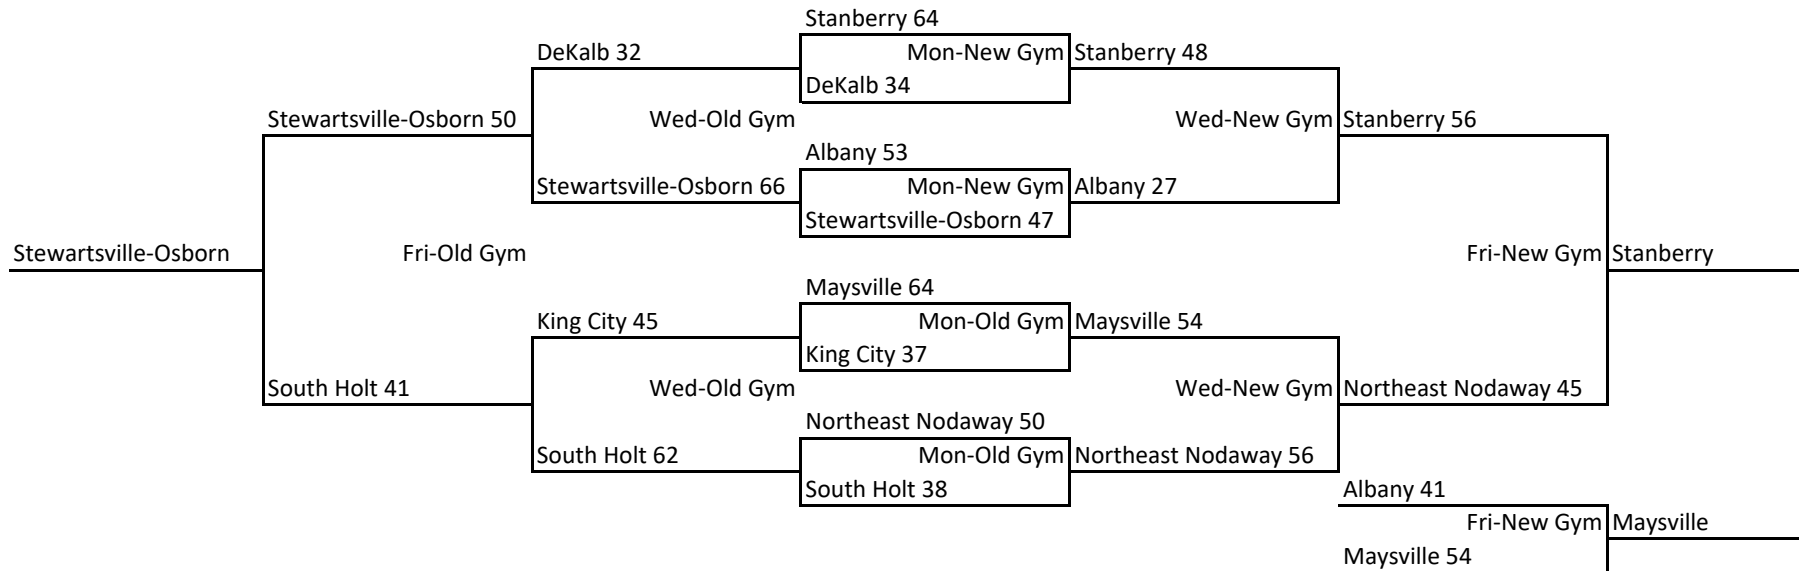 Stanberry 64
DeKalb 32
Mon-New Gym
Stanberry 48
DeKalb 34
Stewartsville-Osborn 50
Wed-Old Gym
Wed-New Gym
Stanberry 56
Albany 53
Stewartsville-Osborn 66
Mon-New Gym
Albany 27
Stewartsville-Osborn 47
Stewartsville-Osborn
Fri-Old Gym
Fri-New Gym
Stanberry
Maysville 64
King City 45
Mon-Old Gym
Maysville 54
King City 37
South Holt 41
Wed-Old Gym
Wed-New Gym
Northeast Nodaway 45
Northeast Nodaway 50
South Holt 62
Mon-Old Gym
Northeast Nodaway 56
South Holt 38
Albany 41
Fri-New Gym
Maysville
Maysville 54